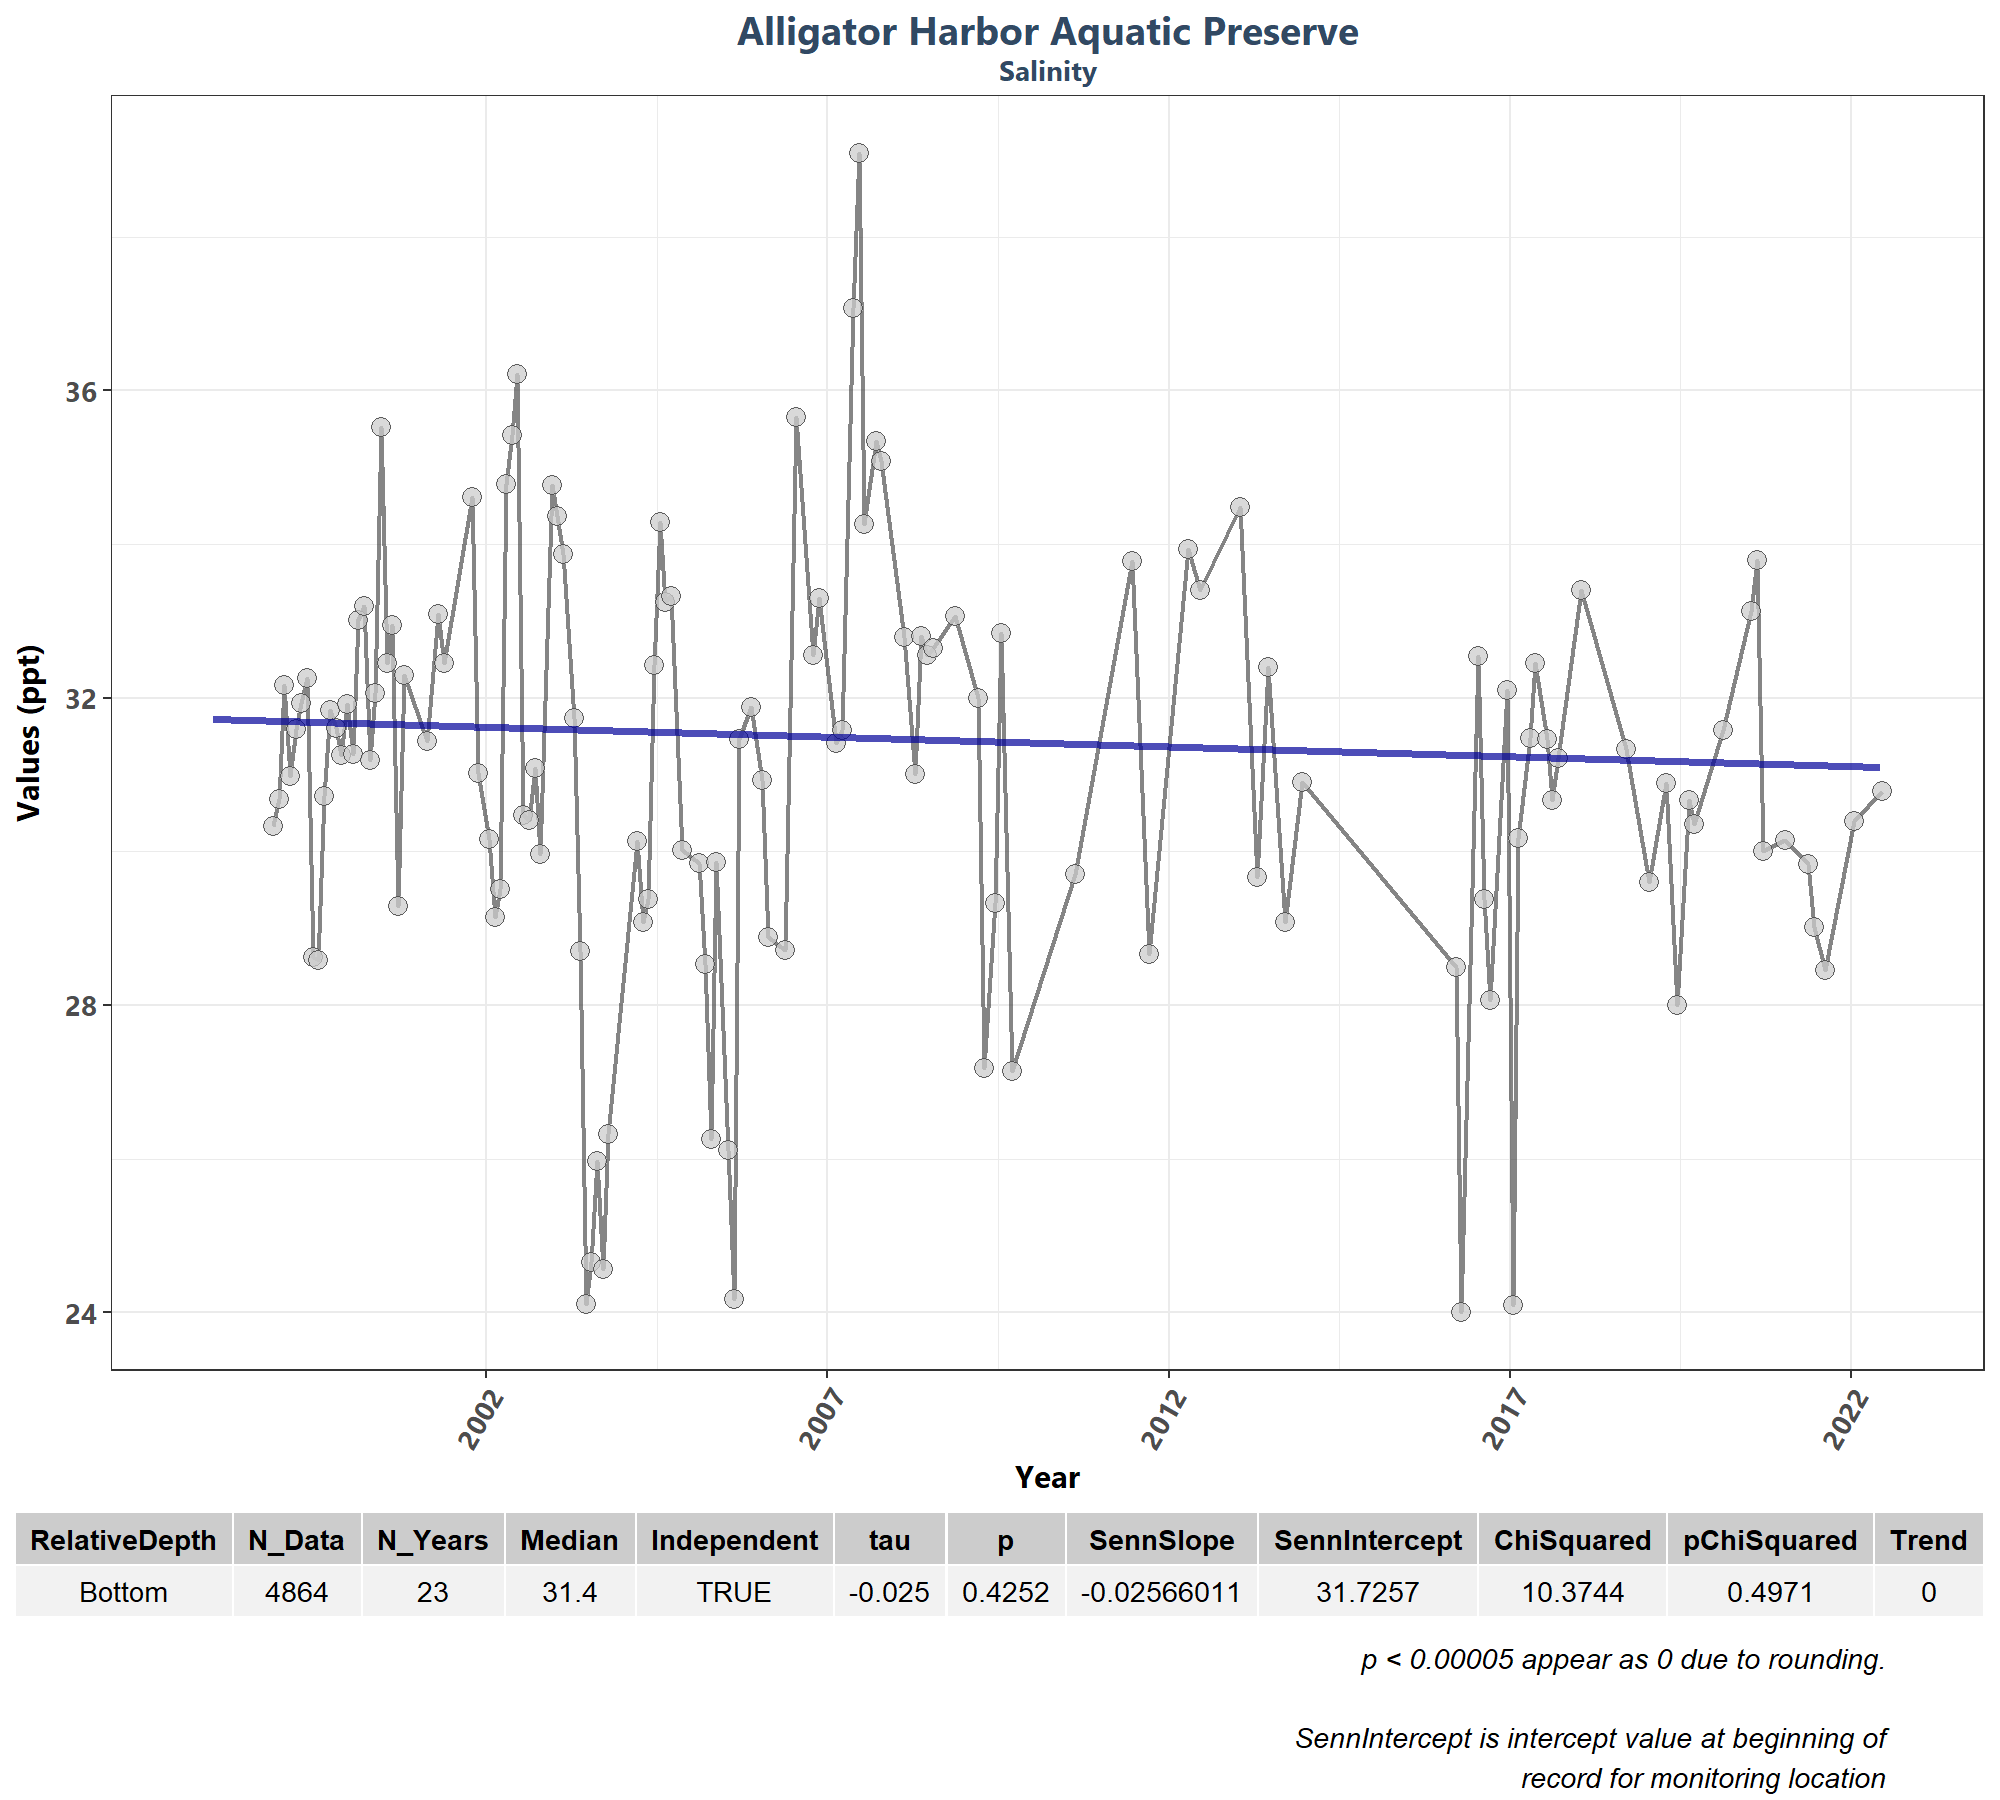 Alligator Harbor Aquatic Preserve
Salinity
Values (ppt)
36
32
28
24
2002 2007 2012 2017 2022
Year
RelativeDepth N_Data N_Years Median Independent tau p SennSlope SennIntercept ChiSquared pChiSquared Trend
Bottom 4864 23 31.4 TRUE -0.025 0.4252 -0.02566011 31.7257 10.3744 0.4971 0
p < 0.00005 appear as 0 due to rounding.
SennIntercept is intercept value at beginning of
record for monitoring location